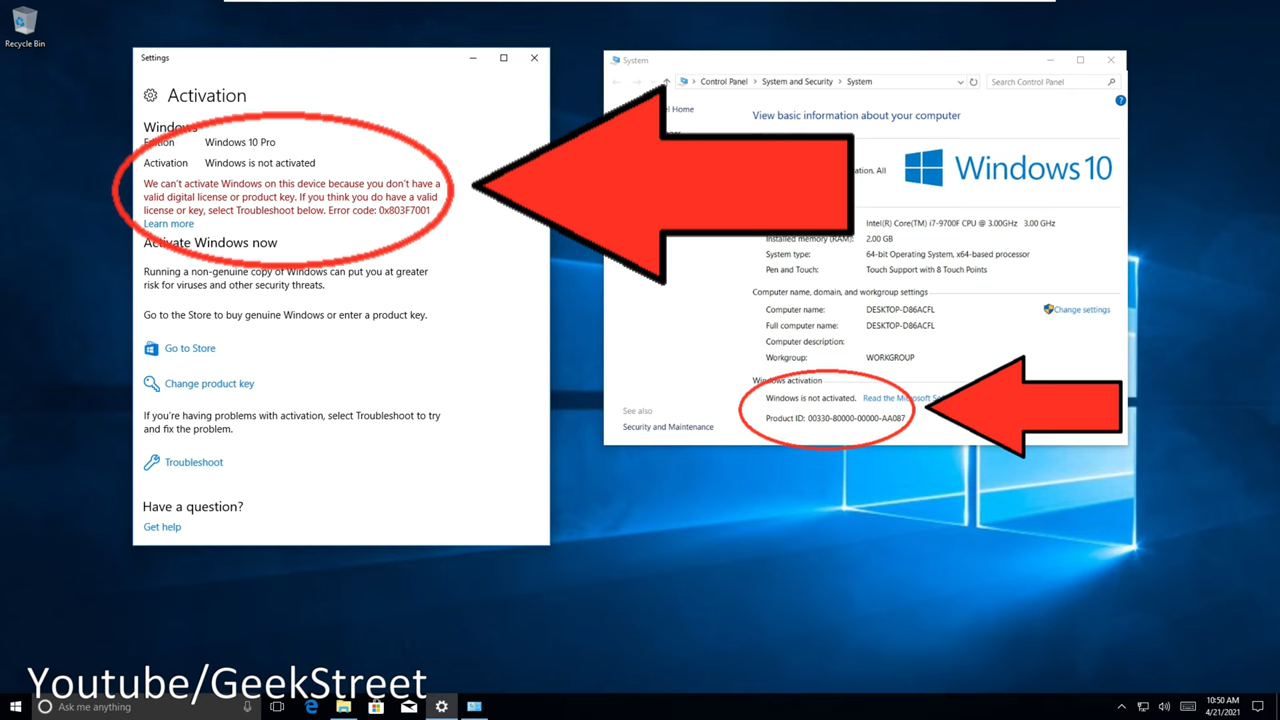 Recycle Bin
Settings
Activation
Windows
Edition Windows 10 Pro
Activation Windows is not activated
We can't activate Windows on this device because you don't have a
valid digital license or product key. If you think you do have a valid
license or key, select Troubleshoot below. Error code: 0x803F7001
Learn more
Activate Windows now
Running a non-genuine copy of Windows can put you at greater
risk for viruses and other security threats.
Go to the Store to buy genuine Windows or enter a product key.
Go to Store
Change product key
If you're having problems with activation, select Troubleshoot to try
and fix the problem.
Troubleshoot
Have a question?
Get help
System
Control Panel > System and Security > System
Search Control Panel
Home
View basic information about your computer
All
Windows 10
Intel(R) Core(TM) i7-9700F CPU @ 3.00GHz 3.00 GHz
Installed memory (RAM): 2.00 GB
System type: 64-bit Operating System, x64-based processor
Pen and Touch: Touch Support with 8 Touch Points
Computer name, domain, and workgroup settings
Computer name: DESKTOP-D86ACFL
Change settings
Full computer name: DESKTOP-D86ACFL
Computer description:
Workgroup: WORKGROUP
Windows activation
Windows is not activated. Read the Microsoft
Product ID: 00330-80000-00000-AA087
See also
Security and Maintenance
Youtube/GeekStreet
Ask me anything
10:50 AM
4/21/2021